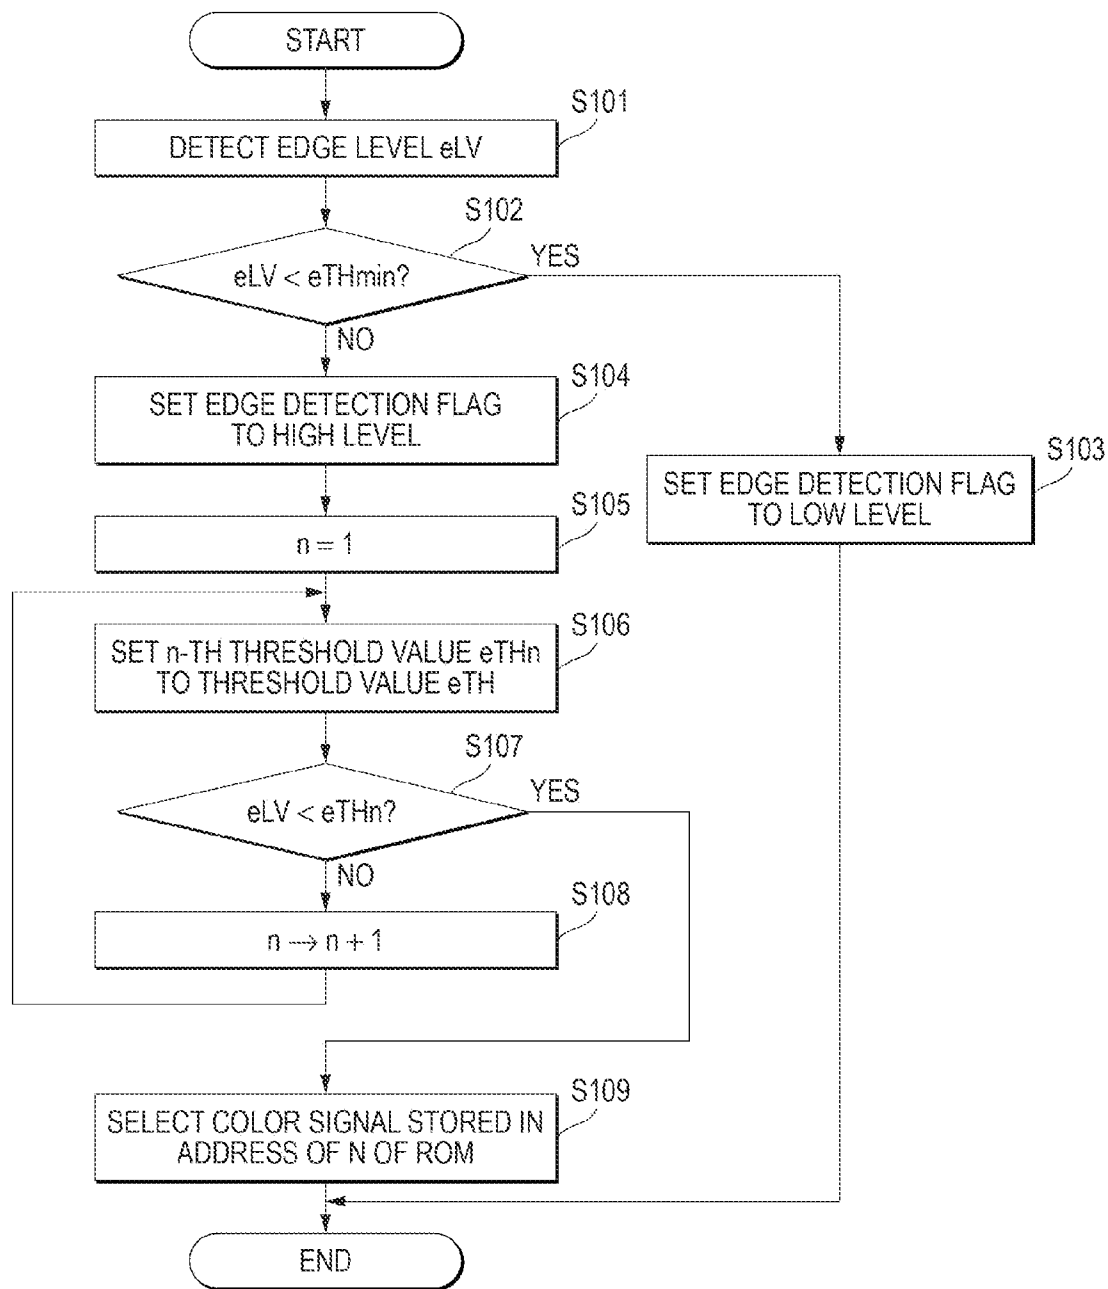 START
S101
DETECT EDGE LEVEL eLV
S102
eLV < eTHmin?
YES
NO
S104
SET EDGE DETECTION FLAG
TO HIGH LEVEL
S103
SET EDGE DETECTION FLAG
TO LOW LEVEL
S105
n = 1
S106
SET n-TH THRESHOLD VALUE eTHn
TO THRESHOLD VALUE eTH
S107
eLV < eTHn?
YES
NO
S108
n → n + 1
S109
SELECT COLOR SIGNAL STORED IN
ADDRESS OF N OF ROM
END